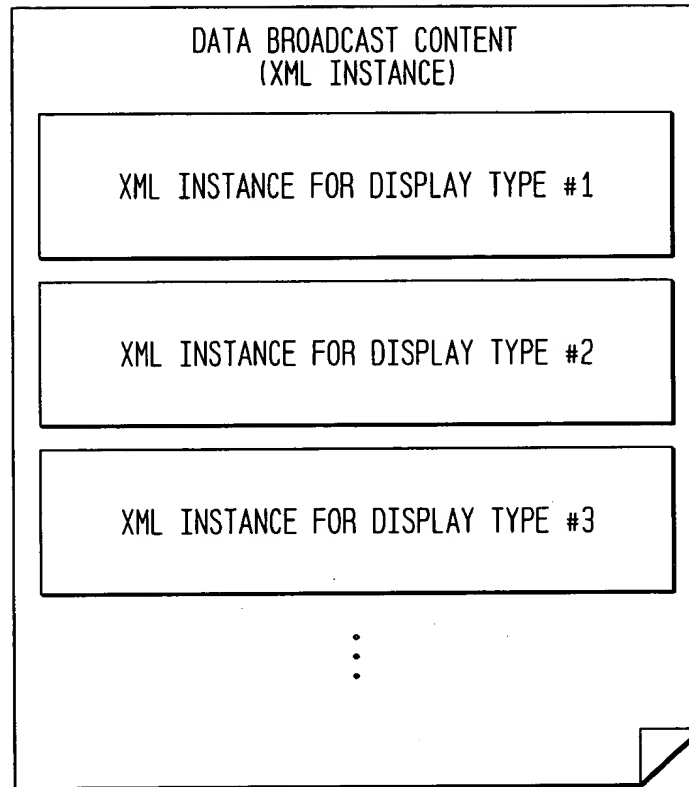 DATA BROADCAST CONTENT
(XML INSTANCE)
XML INSTANCE FOR DISPLAY TYPE #1
XML INSTANCE FOR DISPLAY TYPE #2
XML INSTANCE FOR DISPLAY TYPE #3